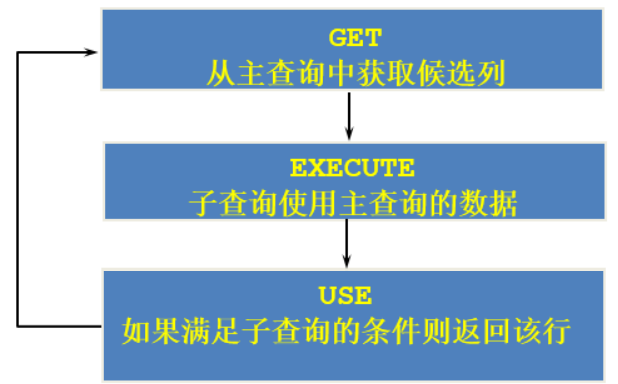 GET
从主查询中获取候选列
EXECUTE
子查询使用主查询的数据
USE
如果满足子查询的条件则返回该行